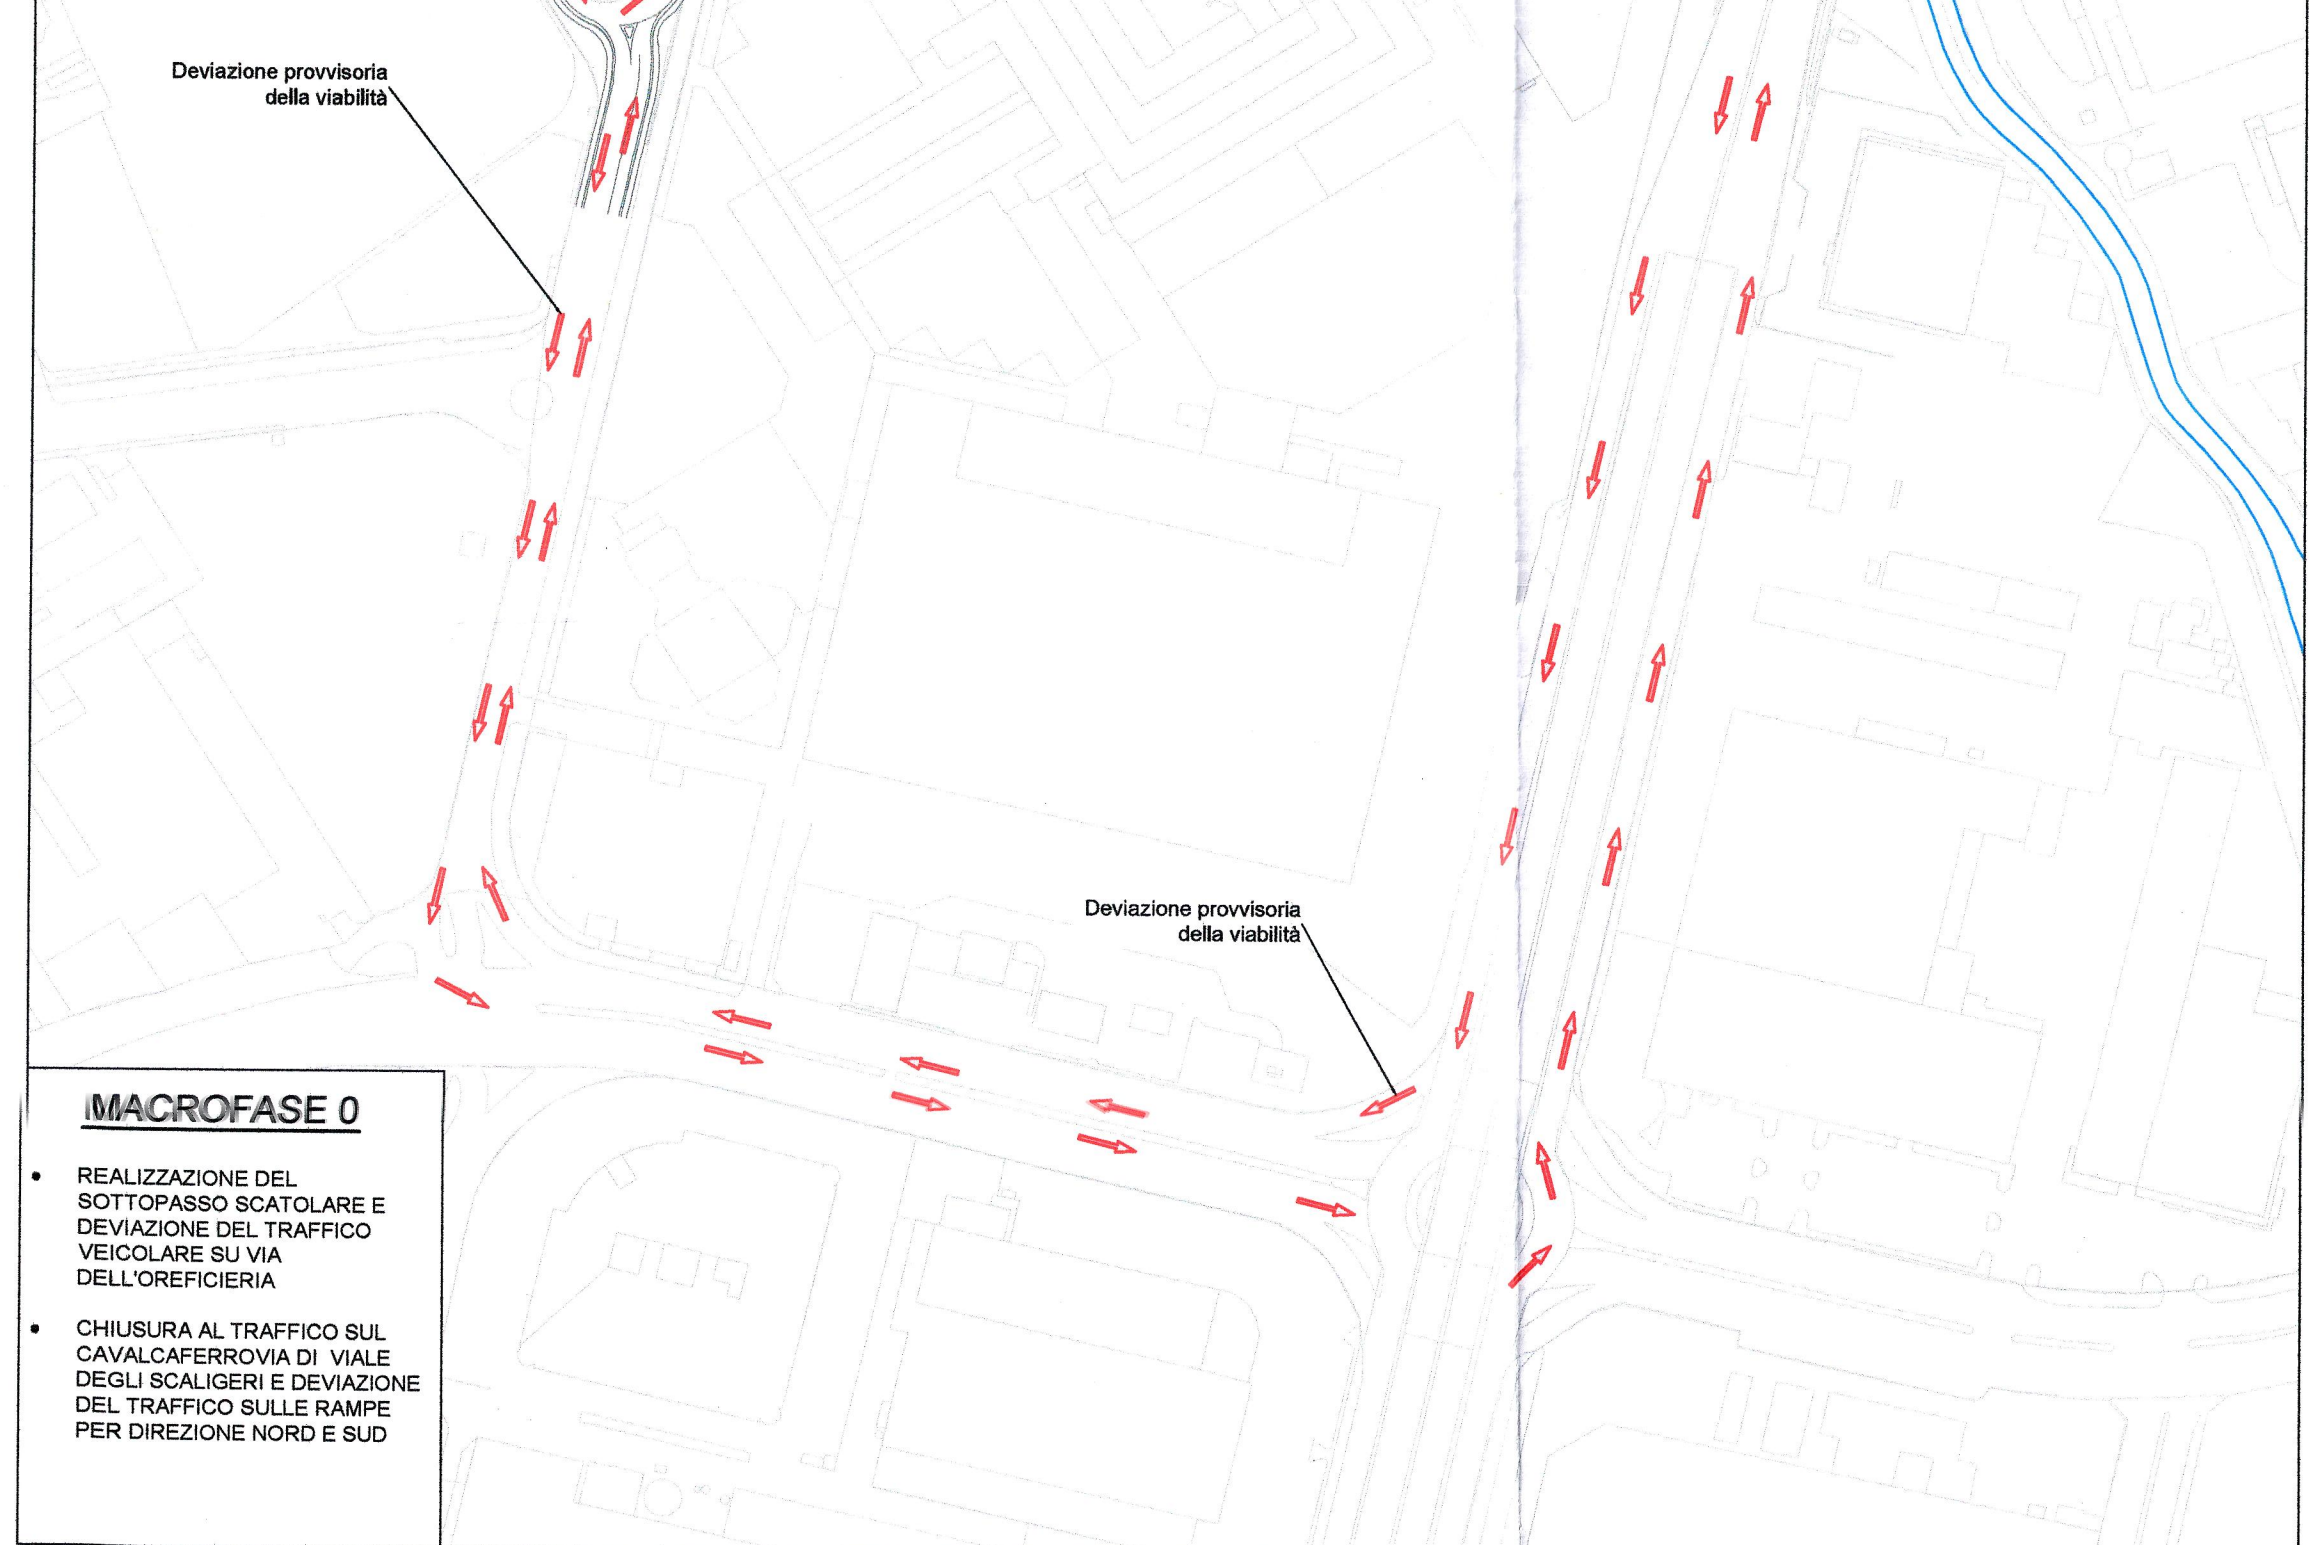 Deviazione provvisoria
della viabilità
Deviazione provvisoria
della viabilità
MACROFASE 0
• REALIZZAZIONE DEL
SOTTOPASSO SCATOLARE E
DEVIAZIONE DEL TRAFFICO
VEICOLARE SU VIA
DELL'OREFICIERIA
• CHIUSURA AL TRAFFICO SUL
CAVALCAFERROVIA DI VIALE
DEGLI SCALIGERI E DEVIAZIONE
DEL TRAFFICO SULLE RAMPE
PER DIREZIONE NORD E SUD